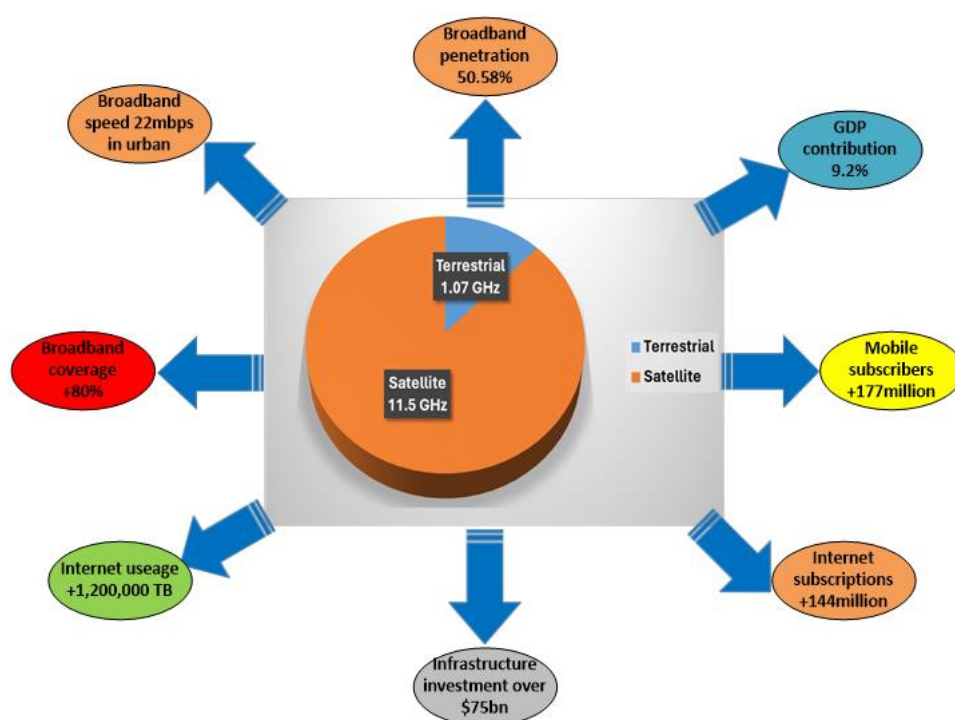 Broadband
penetration
50.58%
Broadband
speed 22mbps
in urban
GDP
contribution
9.2%
Terrestrial
1.07 GHz
Satellite
11.5 GHz
Terrestrial
Satellite
Broadband
coverage
+80%
Mobile
subscribers
+177million
Internet useage
+1,200,000 TB
Internet
subscriptions
+144million
Infrastructure
investment over
$75bn